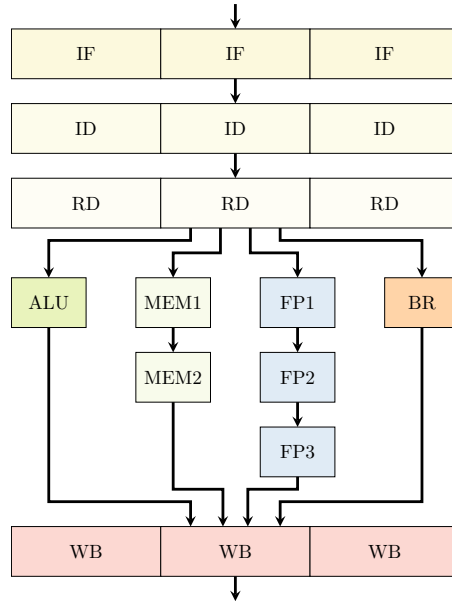 IF IF IF
ID ID ID
RD RD RD
ALU MEM1 FP1 BR
MEM2 FP2
FP3
WB WB WB